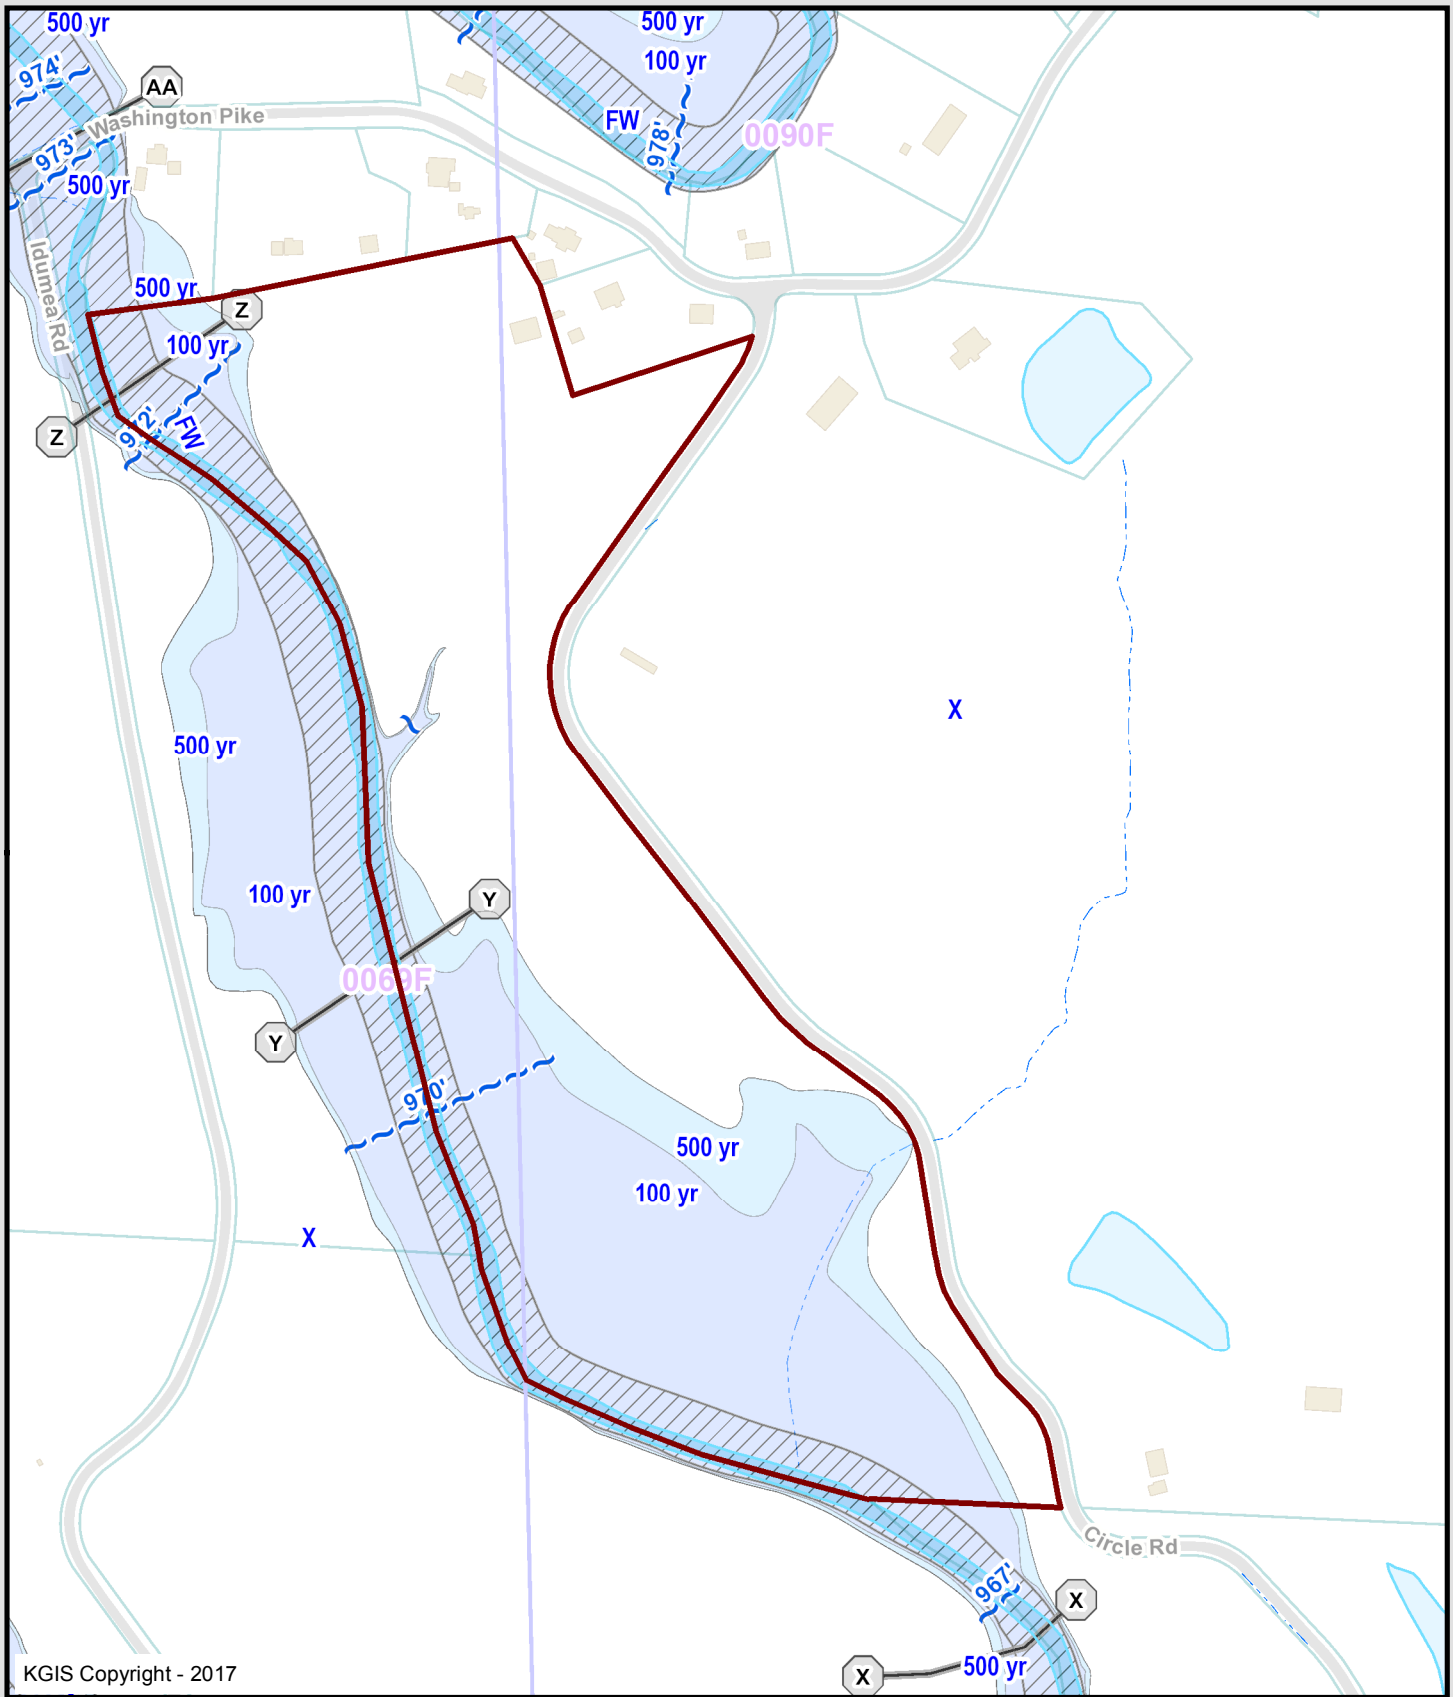 500 yr
500 yr
974'
100 yr
AA
Washington Pike
FW
0090F
978'
973'
500 yr
Idumea Rd
500 yr
Z
100 yr
972'
FW
Z
X
500 yr
100 yr
Y
0069F
Y
970'
500 yr
100 yr
X
Circle Rd
967'
X
500 yr
X
KGIS Copyright - 2017